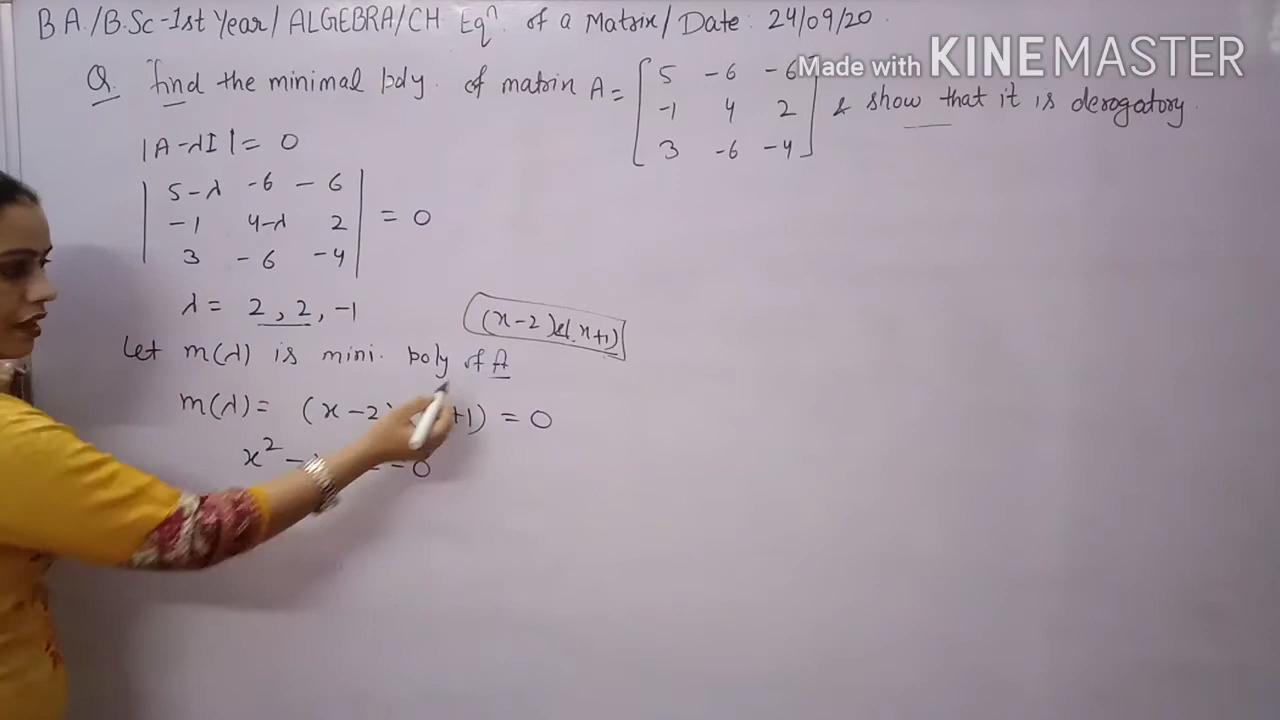 BA./B.Sc-1st Year/ ALGEBRA/CH Eqn. of a Matrix/ Date: 24/09/20.
Made with KINEMASTER
Q. find the minimal poly. of matrix A= [ 5 -6 -6 & show that it is derogatory
-1 4 2
3 -6 -4 ]
|A-λI|= 0
| 5-λ -6 -6
-1 4-λ 2 | = 0
3 -6 -4
λ= 2, 2, -1
(x-2)&(x+1)
Let m(λ) is mini. poly of A
m(λ)= (x-2) +1) = 0
x² - = 0